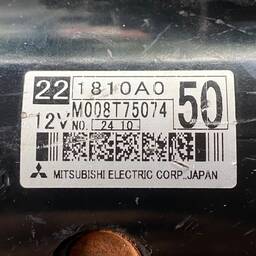 22 1810A0
12V M008T75074 50
NO. 24 10
MITSUBISHI ELECTRIC CORP. JAPAN